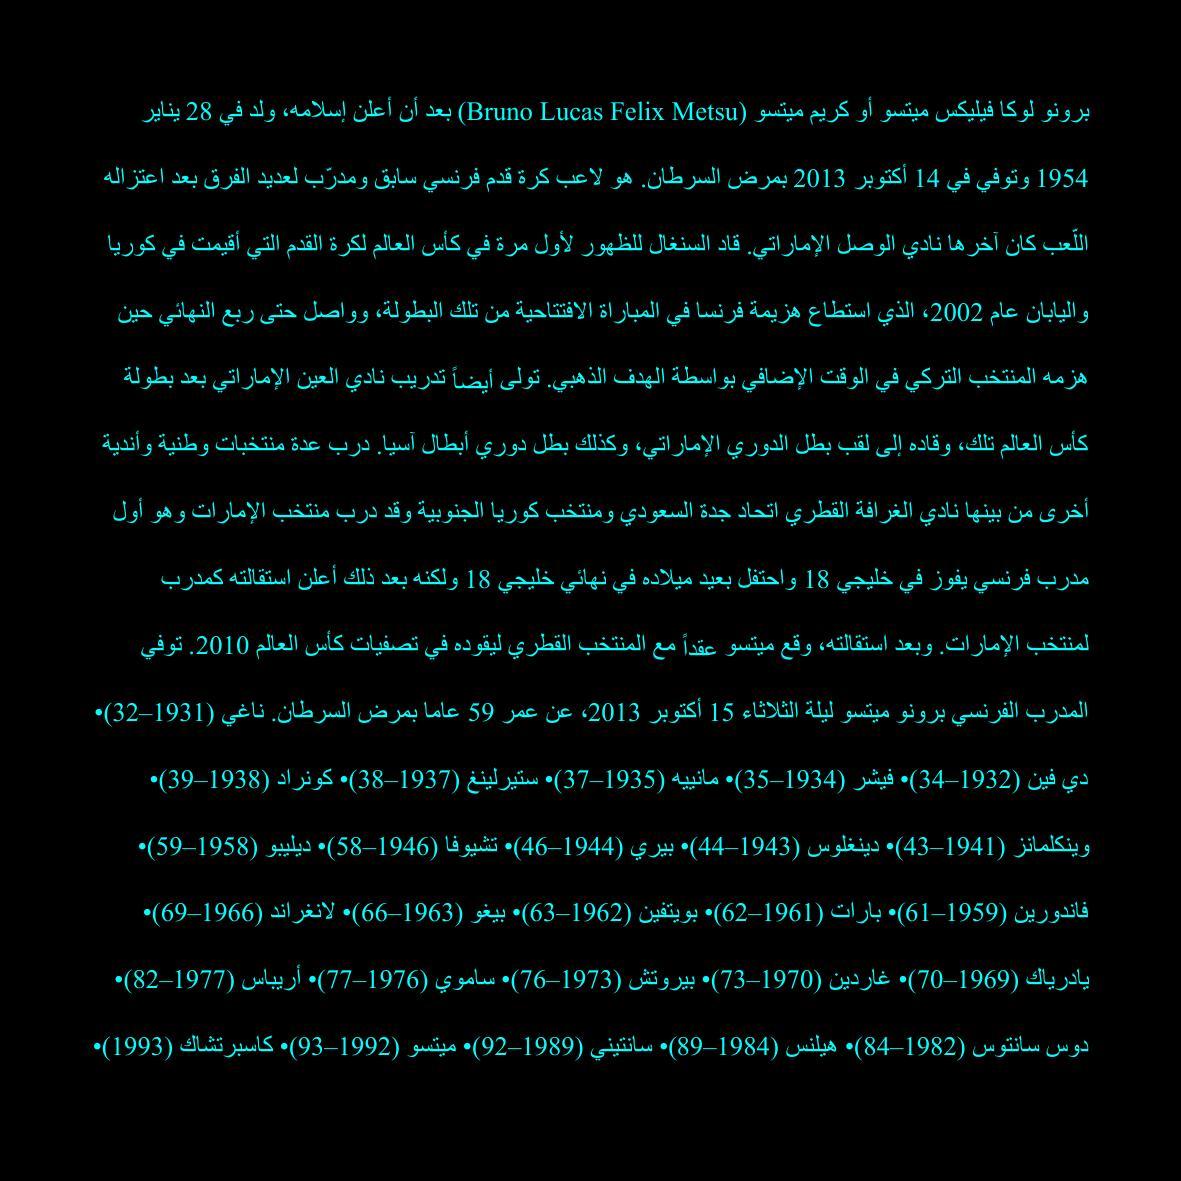 برونو لوكا فيليكس ميتسو أو كريم ميتسو (Bruno Lucas Felix Metsu) بعد أن أعلن إسلامه، ولد في 28 يناير
1954 وتوفي في 14 أكتوبر 2013 بمرض السرطان. هو لاعب كرة قدم فرنسي سابق ومدرّب لعديد الفرق بعد اعتزاله
اللّعب كان آخرها نادي الوصل الإماراتي. قاد السنغال للظهور لأول مرة في كأس العالم لكرة القدم التي أقيمت في كوريا
واليابان عام 2002، الذي استطاع هزيمة فرنسا في المباراة الافتتاحية من تلك البطولة، وواصل حتى ربع النهائي حين
هزمه المنتخب التركي في الوقت الإضافي بواسطة الهدف الذهبي. تولى أيضاً تدريب نادي العين الإماراتي بعد بطولة
كأس العالم تلك، وقاده إلى لقب بطل الدوري الإماراتي، وكذلك بطل دوري أبطال آسيا. درب عدة منتخبات وطنية وأندية
أخرى من بينها نادي الغرافة القطري اتحاد جدة السعودي ومنتخب كوريا الجنوبية وقد درب منتخب الإمارات وهو أول
مدرب فرنسي يفوز في خليجي 18 واحتفل بعيد ميلاده في نهائي خليجي 18 ولكنه بعد ذلك أعلن استقالته كمدرب
لمنتخب الإمارات. وبعد استقالته، وقع ميتسو عقداً مع المنتخب القطري ليقوده في تصفيات كأس العالم 2010. توفي
المدرب الفرنسي برونو ميتسو ليلة الثلاثاء 15 أكتوبر 2013، عن عمر 59 عاما بمرض السرطان. ناغي (1931–32)•
دي فين (1932–34)• فيشر (1934–35)• مانييه (1935–37)• ستيرلينغ (1937–38)• كونراد (1938–39)•
وينكلمانز (1941–43)• دينغلوس (1943–44)• بيري (1944–46)• تشيوفا (1946–58)• ديليبو (1958–59)•
فاندورين (1959–61)• بارات (1961–62)• بويتفين (1962–63)• بيغو (1963–66)• لانغراند (1966–69)•
يادرياك (1969–70)• غاردين (1970–73)• بيروتش (1973–76)• ساموي (1976–77)• أريباس (1977–82)•
دوس سانتوس (1982–84)• هيلنس (1984–89)• سانتيني (1989–92)• ميتسو (1992–93)• كاسبرتشاك (1993)•